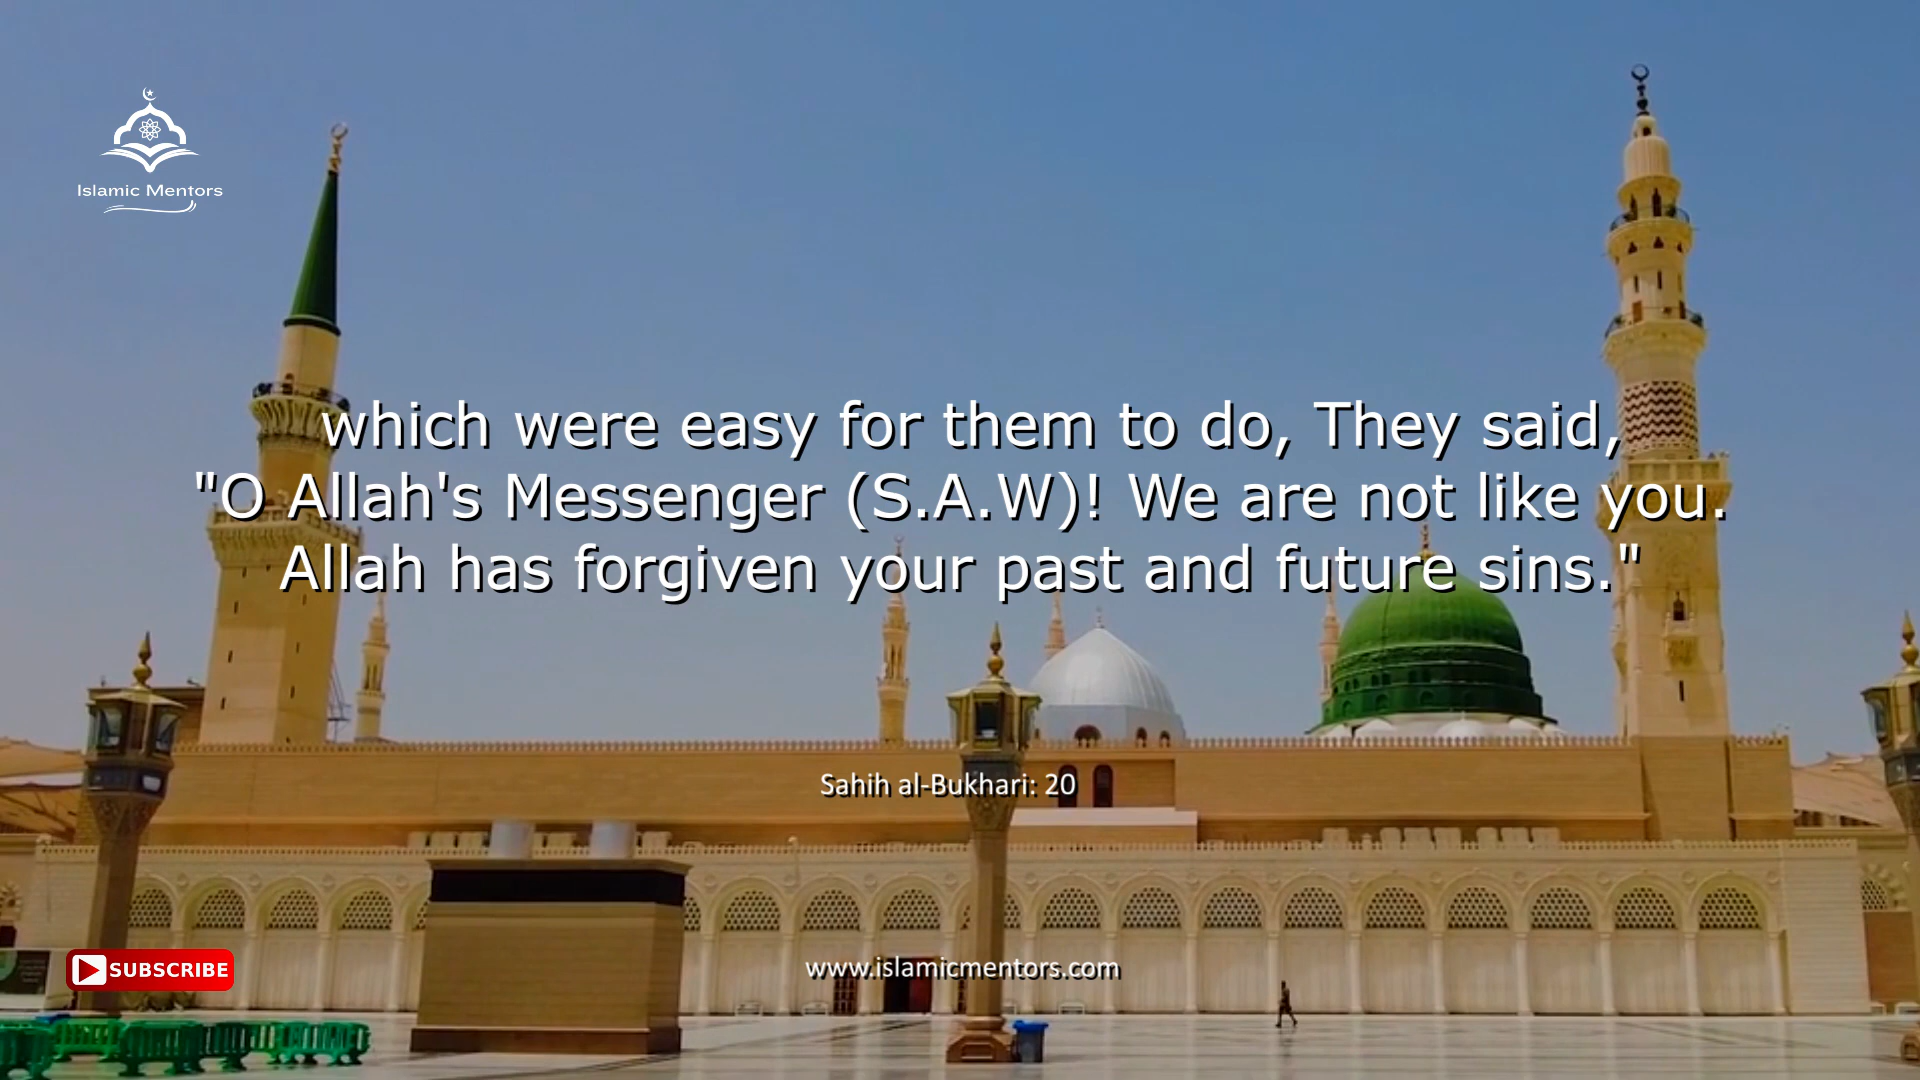 Islamic Mentors
which were easy for them to do, They said,
"O Allah's Messenger (S.A.W)! We are not like you.
Allah has forgiven your past and future sins."
Sahih al-Bukhari: 20
SUBSCRIBE
www.islamicmentors.com